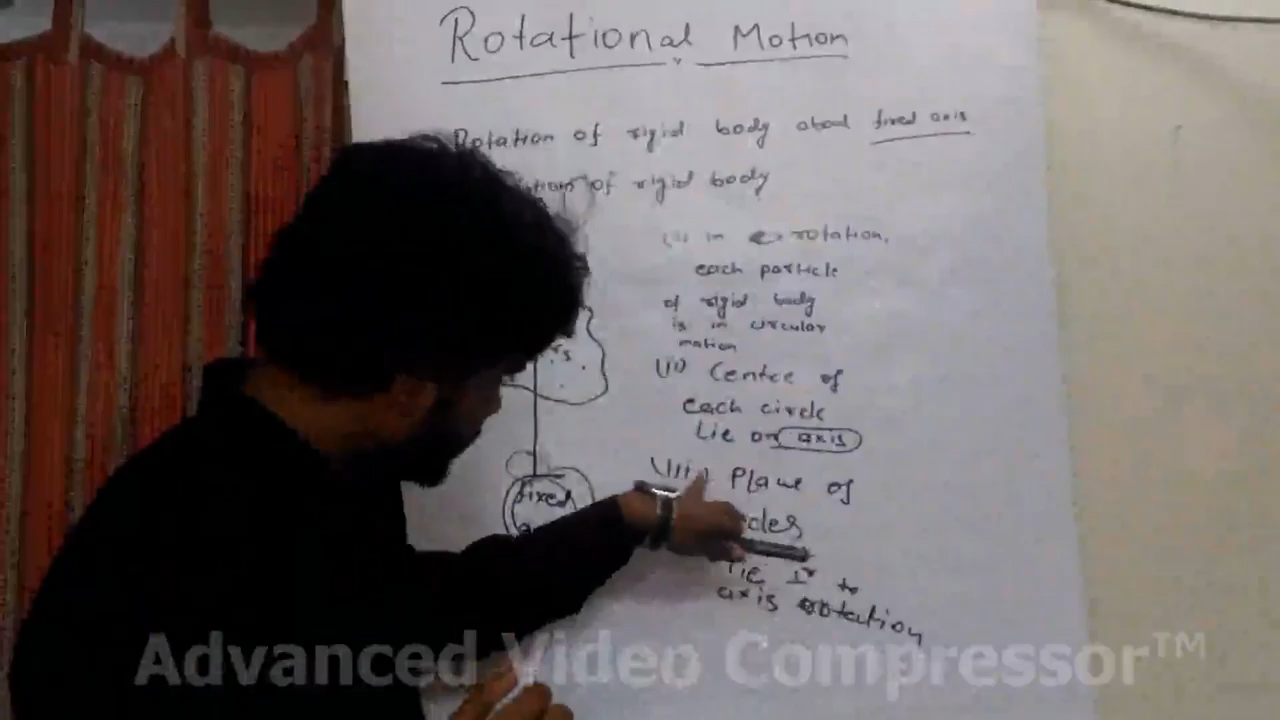 Rotational Motion
Rotation of rigid body about fixed axis
of rigid body
in rotation,
each particle
of rigid body
is in circular
motion
(ii) Centre of
each circle
Lie on axis
(iii) Plane of
Lie ⊥r to
axis rotation
fixed
Advanced Video Compressor™